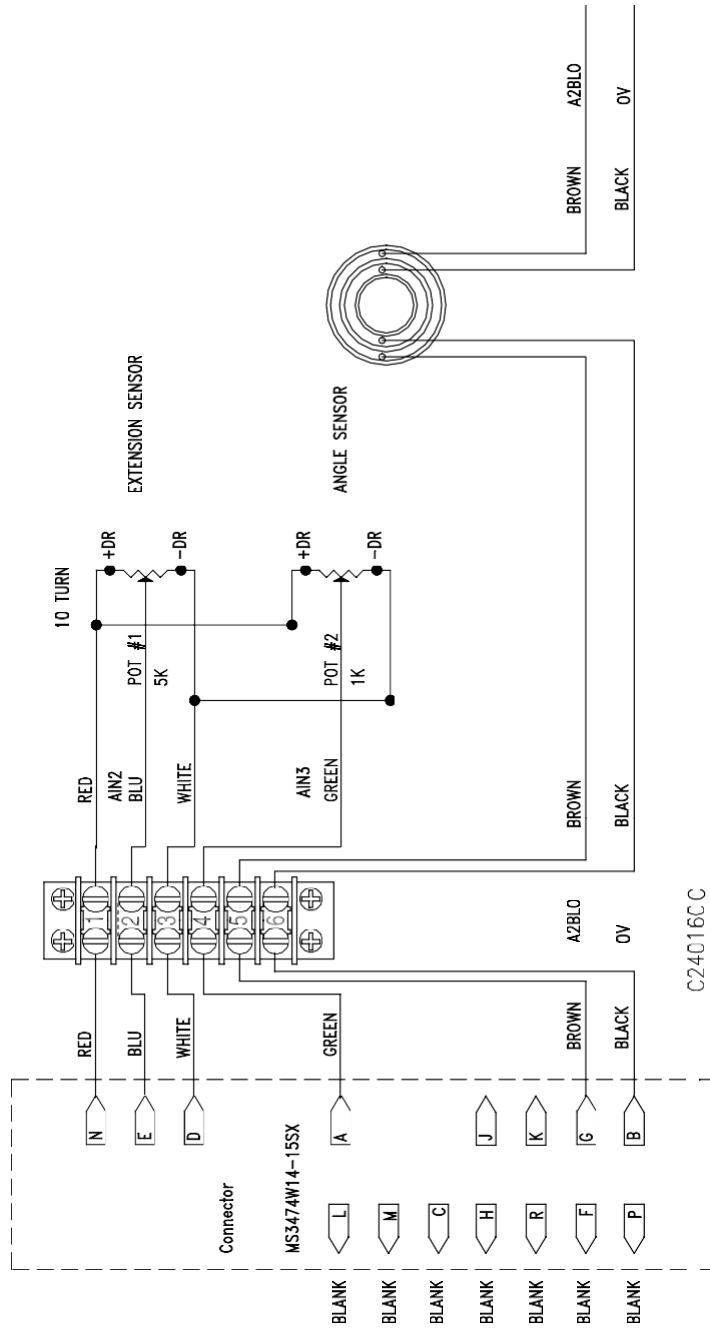 10 TURN
EXTENSION SENSOR
+DR
-DR
POT #1
5K
RED
AIN2
BLU
WHITE
ANGLE SENSOR
+DR
-DR
POT #2
1K
AIN3
GREEN
BROWN
A2BLO
BLACK
0V
BROWN
BLACK
1
2
3
4
5
6
RED
BLU
WHITE
GREEN
A2BLO
BROWN
0V
BLACK
Connector
MS3474W14-15SX
N
E
D
A
J
K
G
B
L
M
C
H
R
F
P
BLANK
BLANK
BLANK
BLANK
BLANK
BLANK
BLANK
C24016CC